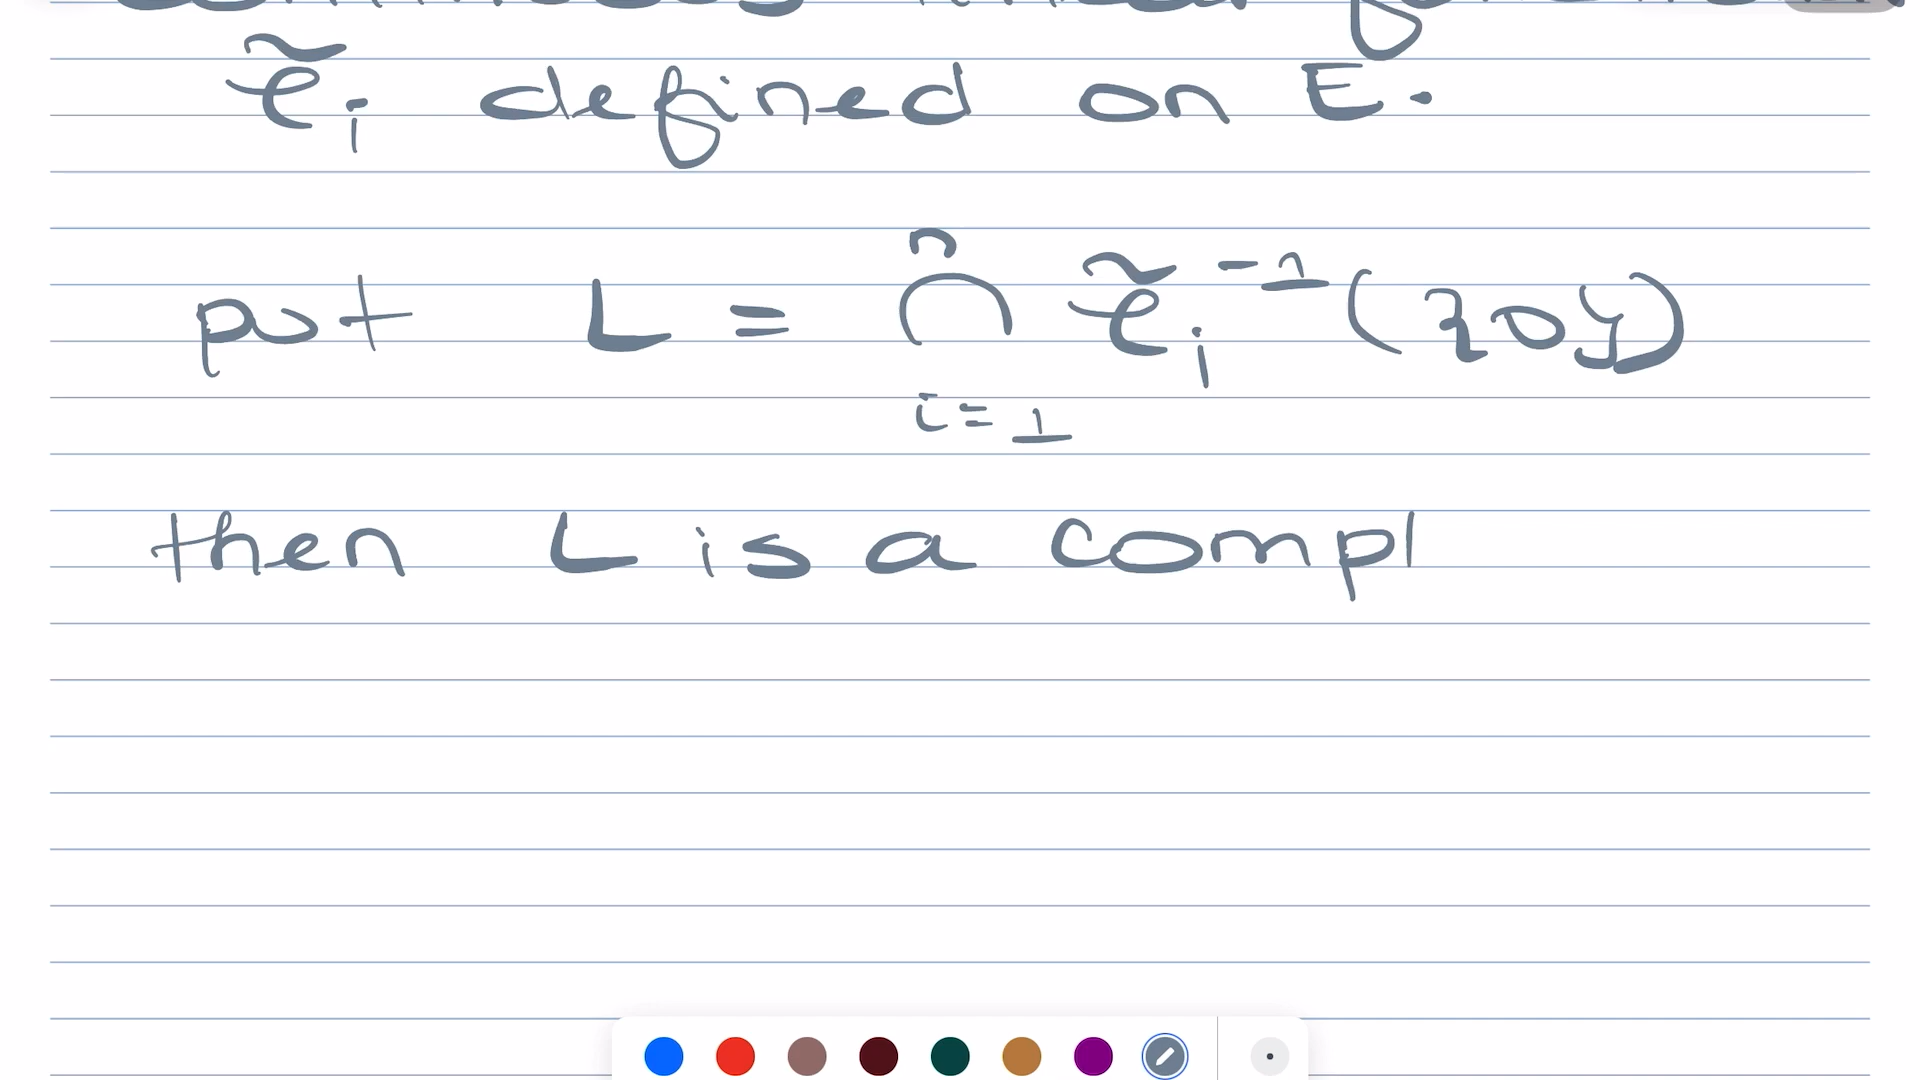 φ̃ᵢ defined on E.
put L = ⋂ᵢ₌₁ⁿ φ̃ᵢ⁻¹({0})
then L is a compl